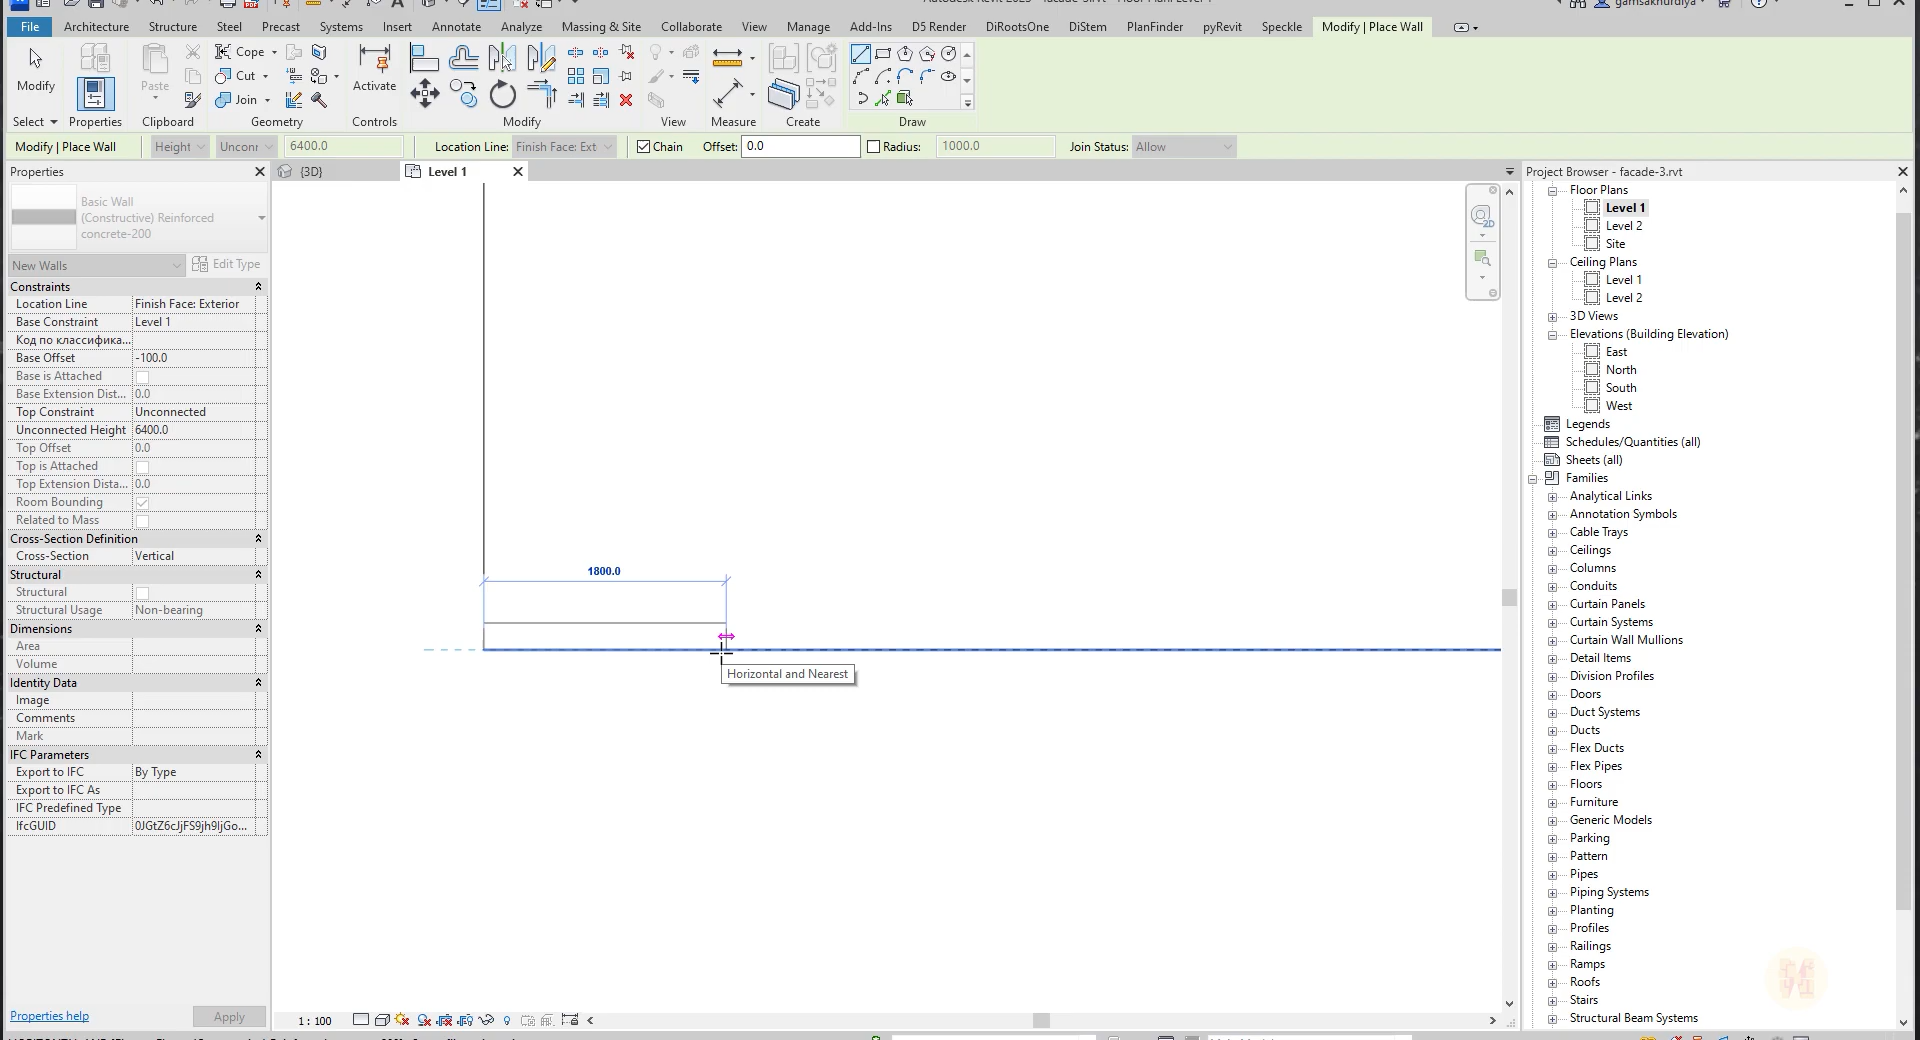 File Architecture Structure Steel Precast Systems Insert Annotate Analyze Massing & Site Collaborate View Manage Add-Ins D5 Render DiRootsOne DiStem PlanFinder pyRevit Speckle Modify | Place Wall
Cope
Modify Paste Cut Activate
Join
Select Properties Clipboard Geometry Controls Modify View Measure Create Draw
Modify | Place Wall Height Uncon 6400.0 Location Line: Finish Face: Ext Chain Offset: 0.0 Radius: 1000.0 Join Status: Allow
Properties
{3D}
Level 1
Project Browser - facade-3.rvt
Basic Wall
(Constructive) Reinforced
concrete-200
New Walls Edit Type
Constraints
Location Line Finish Face: Exterior
Base Constraint Level 1
Код по классифика...
Base Offset -100.0
Base is Attached
Base Extension Dist... 0.0
Top Constraint Unconnected
Unconnected Height 6400.0
Top Offset 0.0
Top is Attached
Top Extension Dista... 0.0
Room Bounding
Related to Mass
Cross-Section Definition
Cross-Section Vertical
Structural
Structural
Structural Usage Non-bearing
Dimensions
Area
Volume
Identity Data
Image
Comments
Mark
IFC Parameters
Export to IFC By Type
Export to IFC As
IFC Predefined Type
IfcGUID 0JGtZ6cJjFS9jh9IjGo...
Properties help Apply
1800.0
Horizontal and Nearest
1 : 100
Floor Plans
Level 1
Level 2
Site
Ceiling Plans
Level 1
Level 2
3D Views
Elevations (Building Elevation)
East
North
South
West
Legends
Schedules/Quantities (all)
Sheets (all)
Families
Analytical Links
Annotation Symbols
Cable Trays
Ceilings
Columns
Conduits
Curtain Panels
Curtain Systems
Curtain Wall Mullions
Detail Items
Division Profiles
Doors
Duct Systems
Ducts
Flex Ducts
Flex Pipes
Floors
Furniture
Generic Models
Parking
Pattern
Pipes
Piping Systems
Planting
Profiles
Railings
Ramps
Roofs
Stairs
Structural Beam Systems